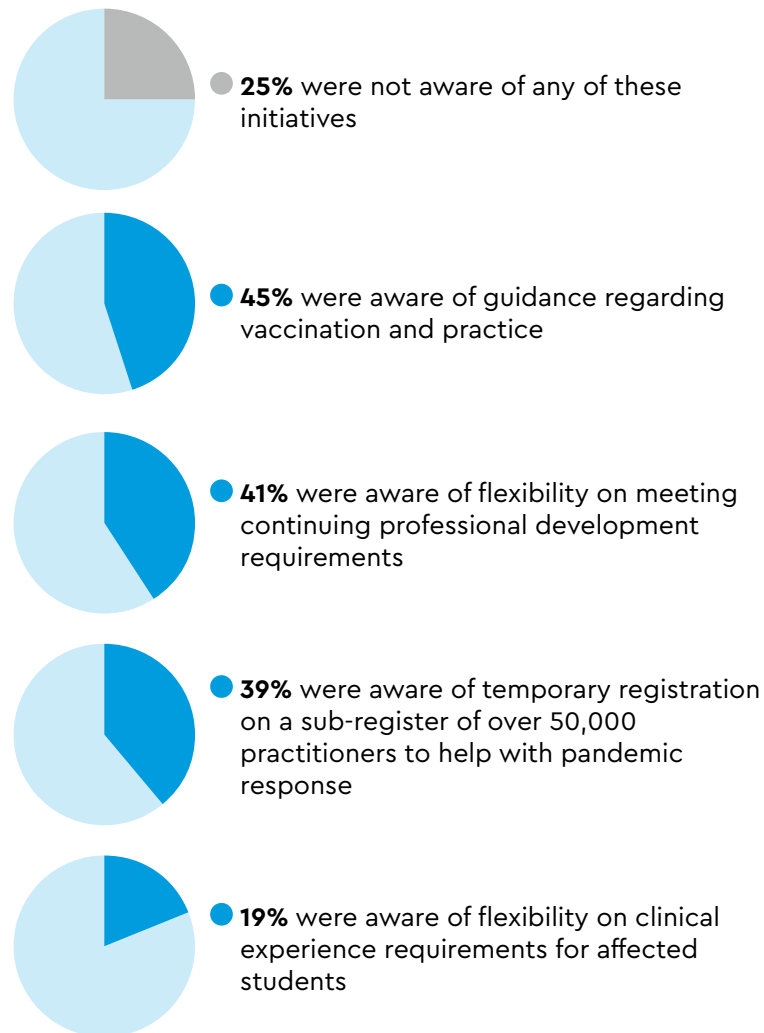 25% were not aware of any of these
initiatives
45% were aware of guidance regarding
vaccination and practice
41% were aware of flexibility on meeting
continuing professional development
requirements
39% were aware of temporary registration
on a sub-register of over 50,000
practitioners to help with pandemic
response
19% were aware of flexibility on clinical
experience requirements for affected
students